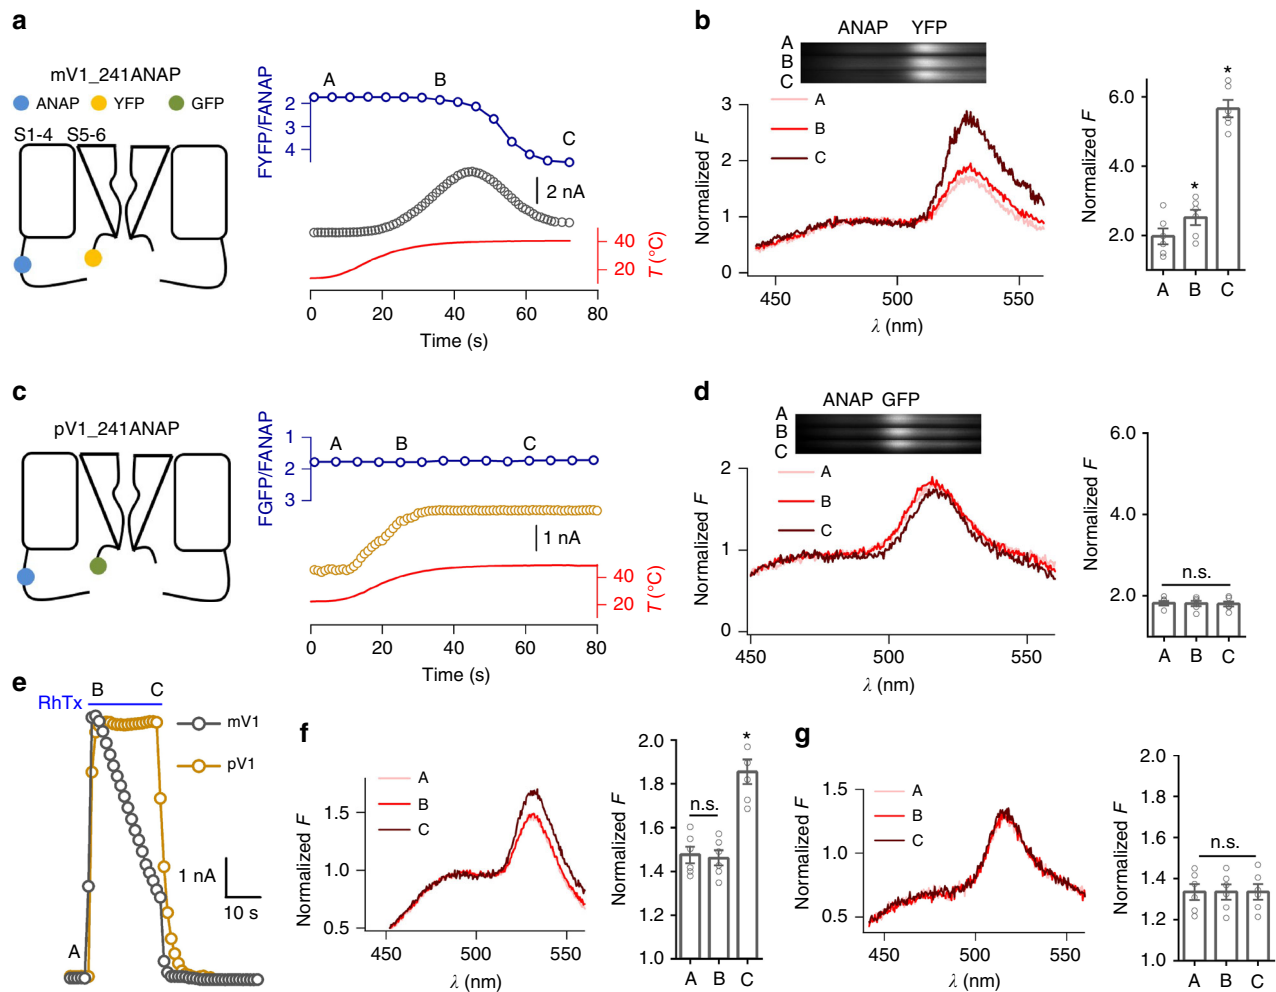 a
mV1_241ANAP
ANAP YFP GFP
S1-4 S5-6
FYFP/FANAP
2
3
4
A B C
2 nA
40
20
T (°C)
0 20 40 60 80
Time (s)
b
ANAP YFP
A
B
C
Normalized F
3
2
1
0
A
B
C
450 500 550
λ (nm)
Normalized F
6.0
4.0
2.0
* *
A B C
c
pV1_241ANAP
FGFP/FANAP
1
2
3
A B C
1 nA
40
20
T (°C)
0 20 40 60 80
Time (s)
d
ANAP GFP
A
B
C
Normalized F
2
1
0
A
B
C
450 500 550
λ (nm)
Normalized F
6.0
4.0
2.0
n.s.
A B C
e
RhTx
B C
mV1
pV1
1 nA
10 s
A
f
Normalized F
1.5
1.0
0.5
A
B
C
450 500 550
λ (nm)
Normalized F
2.0
1.8
1.6
1.4
1.2
1.0
n.s.
*
A B C
g
Normalized F
1.5
1.0
0.5
A
B
C
450 500 550
λ (nm)
Normalized F
2.0
1.8
1.6
1.4
1.2
1.0
n.s.
A B C